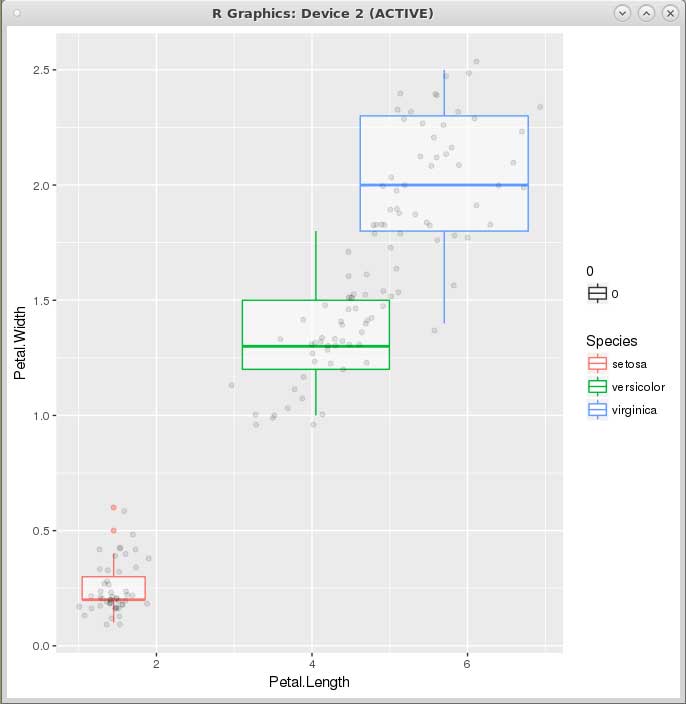 R Graphics: Device 2 (ACTIVE)
2.5
2.0
1.5
1.0
0.5
0.0
Petal.Width
2 4 6
Petal.Length
0
0
Species
setosa
versicolor
virginica